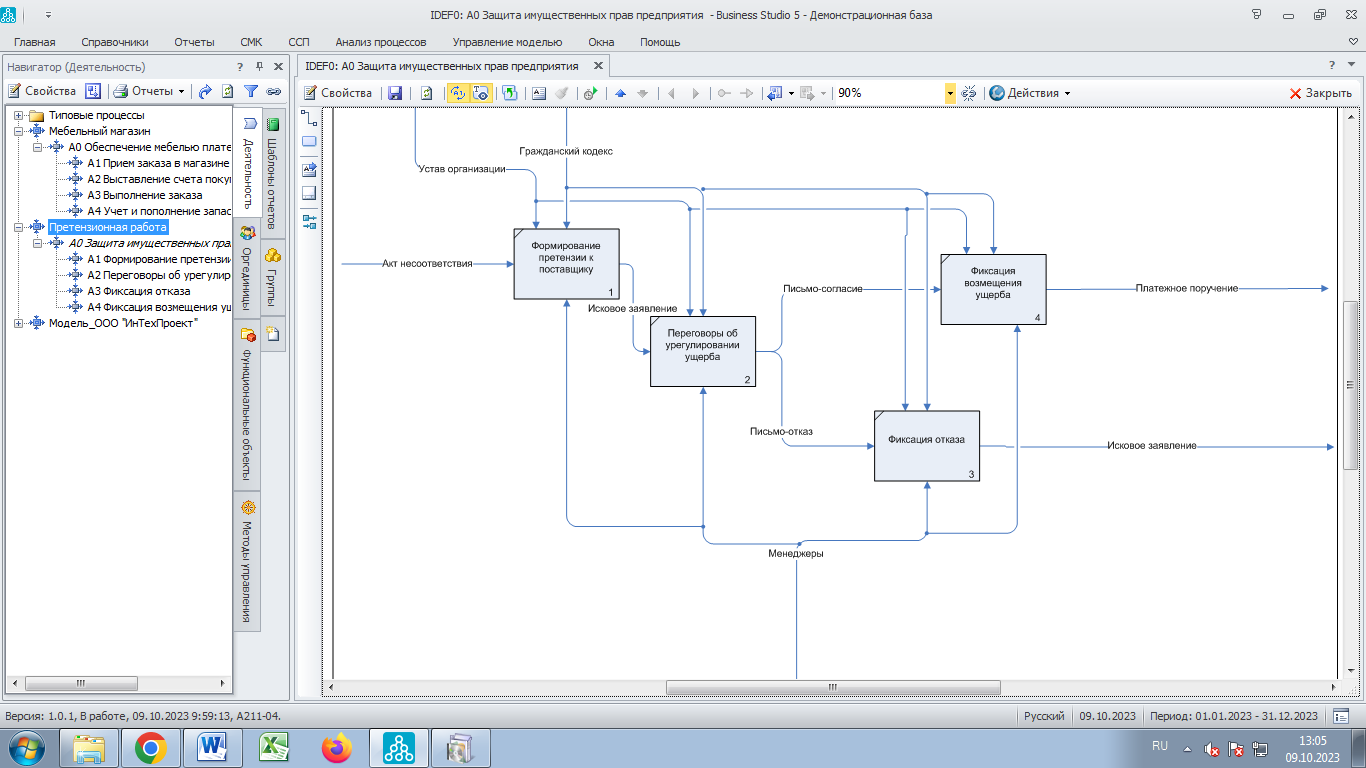 IDEF0: A0 Защита имущественных прав предприятия - Business Studio 5 - Демонстрационная база
Главная Справочники Отчеты СМК ССП Анализ процессов Управление моделью Окна Помощь
Навигатор (Деятельность)
Свойства Отчеты
Типовые процессы
Мебельный магазин
A0 Обеспечение мебелью плате
A1 Прием заказа в магазине
A2 Выставление счета поку
A3 Выполнение заказа
A4 Учет и пополнение запас
Претензионная работа
A0 Защита имущественных пра
A1 Формирование претензи
A2 Переговоры об урегулир
A3 Фиксация отказа
A4 Фиксация возмещения ущ
Модель_ООО "ИнТехПроект"
Деятельность
Оргединицы
Функциональные объекты
Методы управления
Шаблоны отчетов
Группы
IDEF0: A0 Защита имущественных прав предприятия
Свойства 90% Действия Закрыть
Гражданский кодекс
Устав организации
Акт несоответствия
Формирование
претензии к
поставщику
1
Исковое заявление
Переговоры об
урегулировании
ущерба
2
Письмо-согласие
Фиксация
возмещения
ущерба
4
Платежное поручение
Письмо-отказ
Фиксация отказа
3
Исковое заявление
Менеджеры
Версия: 1.0.1, В работе, 09.10.2023 9:59:13, A211-04.
Русский 09.10.2023 Период: 01.01.2023 - 31.12.2023
RU
13:05
09.10.2023